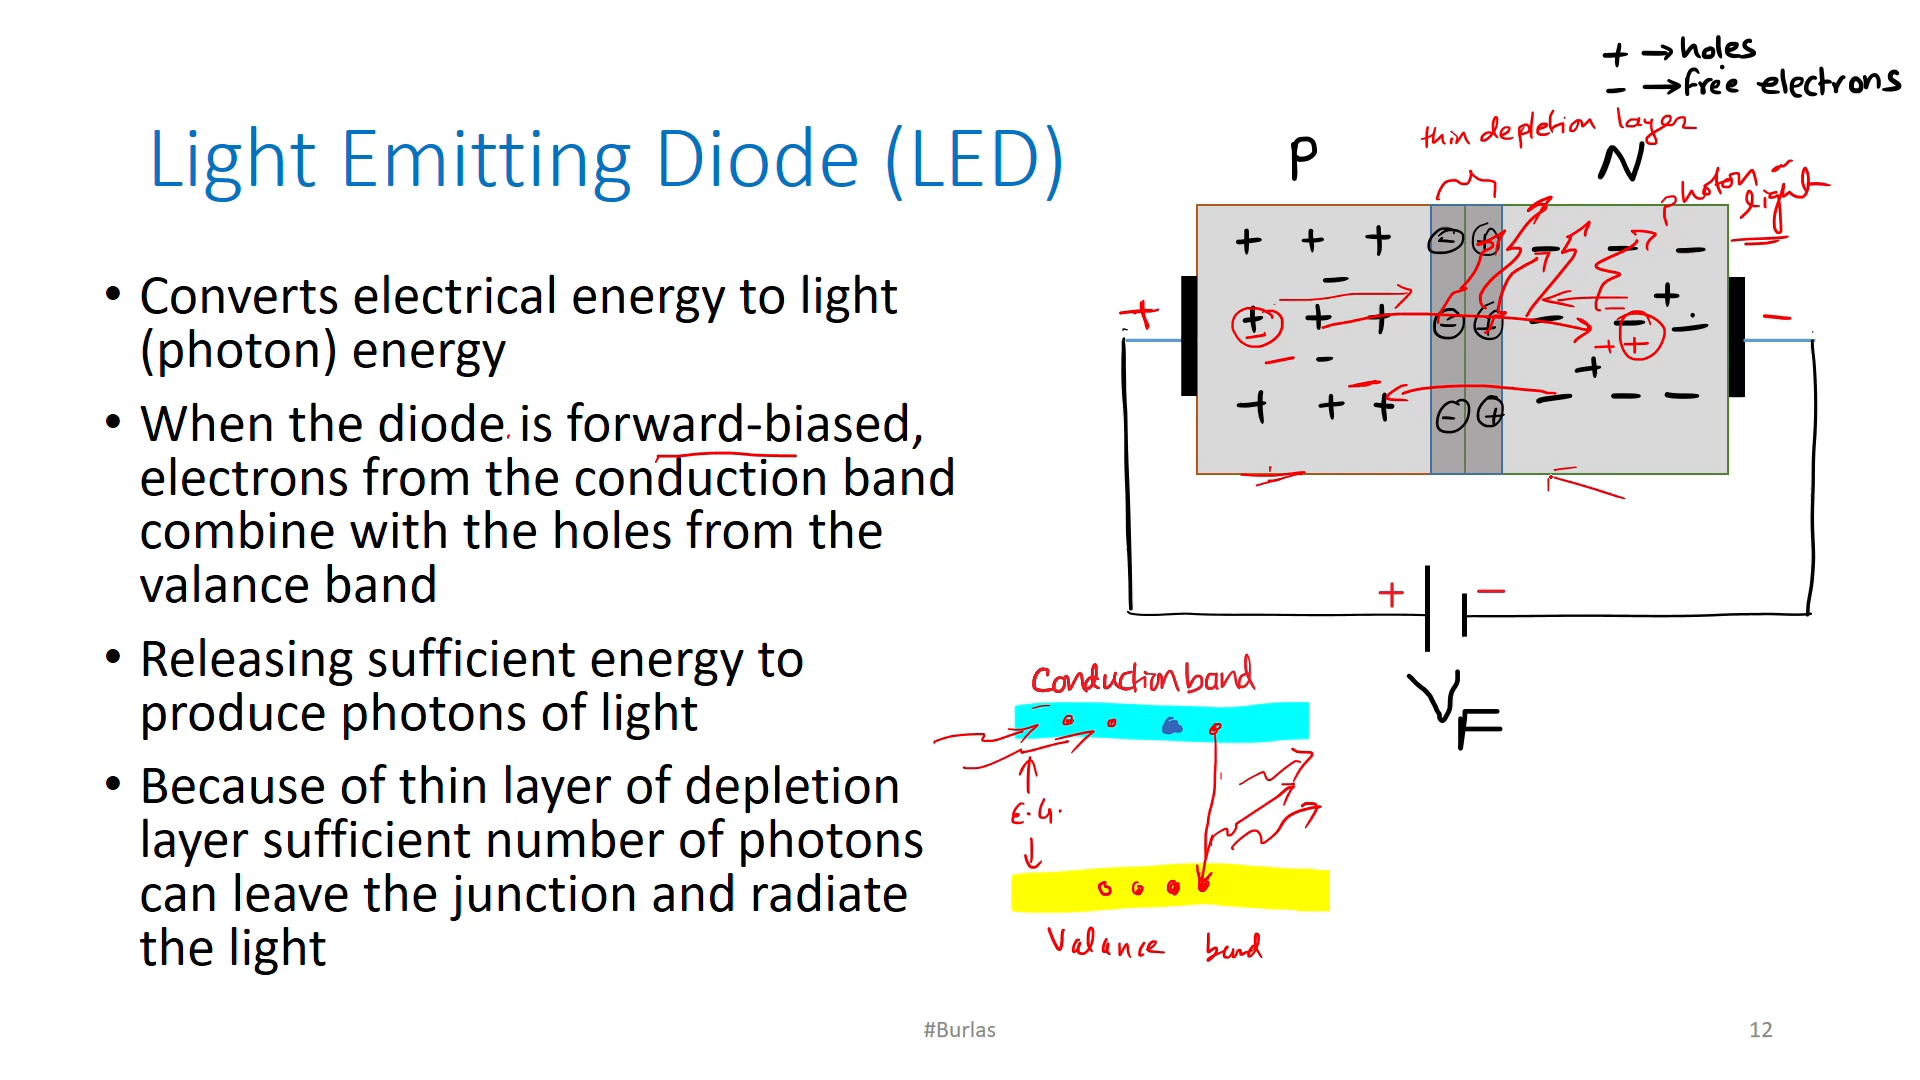 + → holes
- → free electrons
thin depletion layer
Light Emitting Diode (LED)
P
N
photon ~
light
• Converts electrical energy to light
(photon) energy
• When the diode is forward-biased,
electrons from the conduction band
combine with the holes from the
valance band
• Releasing sufficient energy to
produce photons of light
• Because of thin layer of depletion
layer sufficient number of photons
can leave the junction and radiate
the light
+ -
V_F
Conduction band
E.G.
Valance band
#Burlas
12